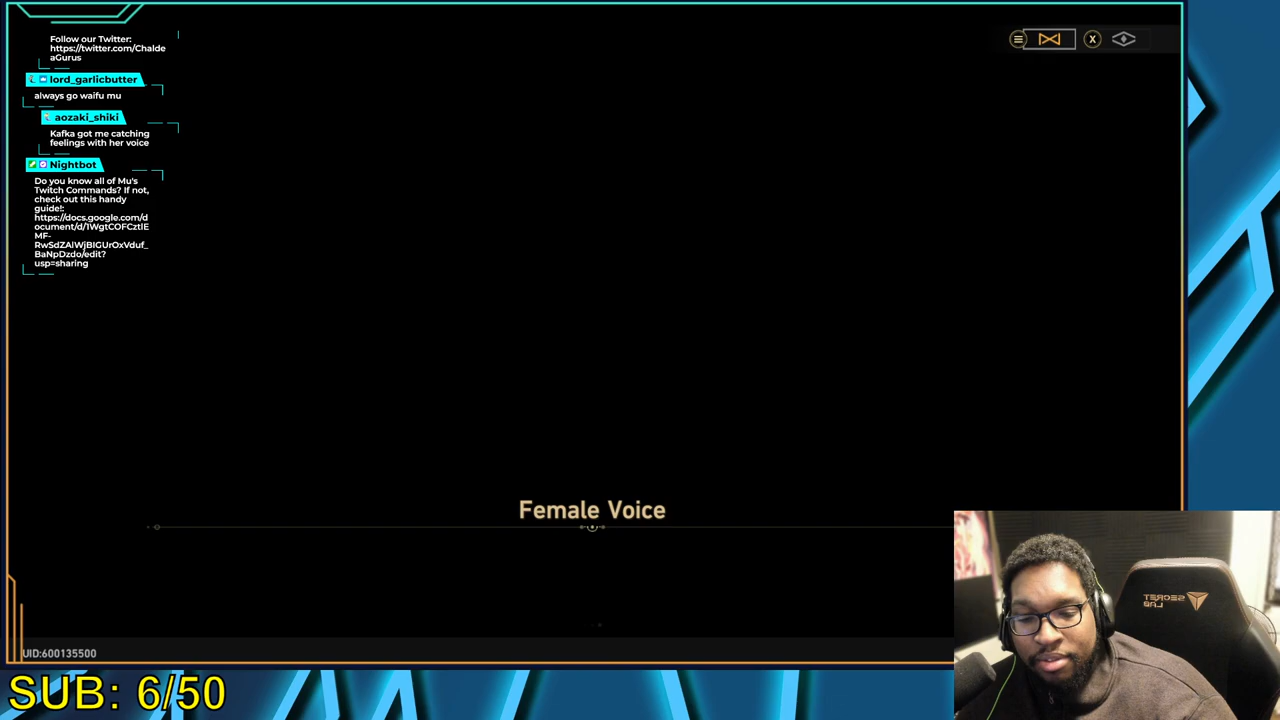 Follow our Twitter:
https://twitter.com/Chalde
aGurus
lord_garlicbutter
always go waifu mu
aozaki_shiki
Kafka got me catching
feelings with her voice
Nightbot
Do you know all of Mu's
Twitch Commands? If not,
check out this handy
guide!:
https://docs.google.com/d
ocument/d/1WgtCOFCztlE
MF-
RwSdZAlWjBIGUrOxVduf_
BaNpDzdo/edit?
usp=sharing
X
Female Voice
UID:600135500
SUB: 6/50
SECRET
LAB